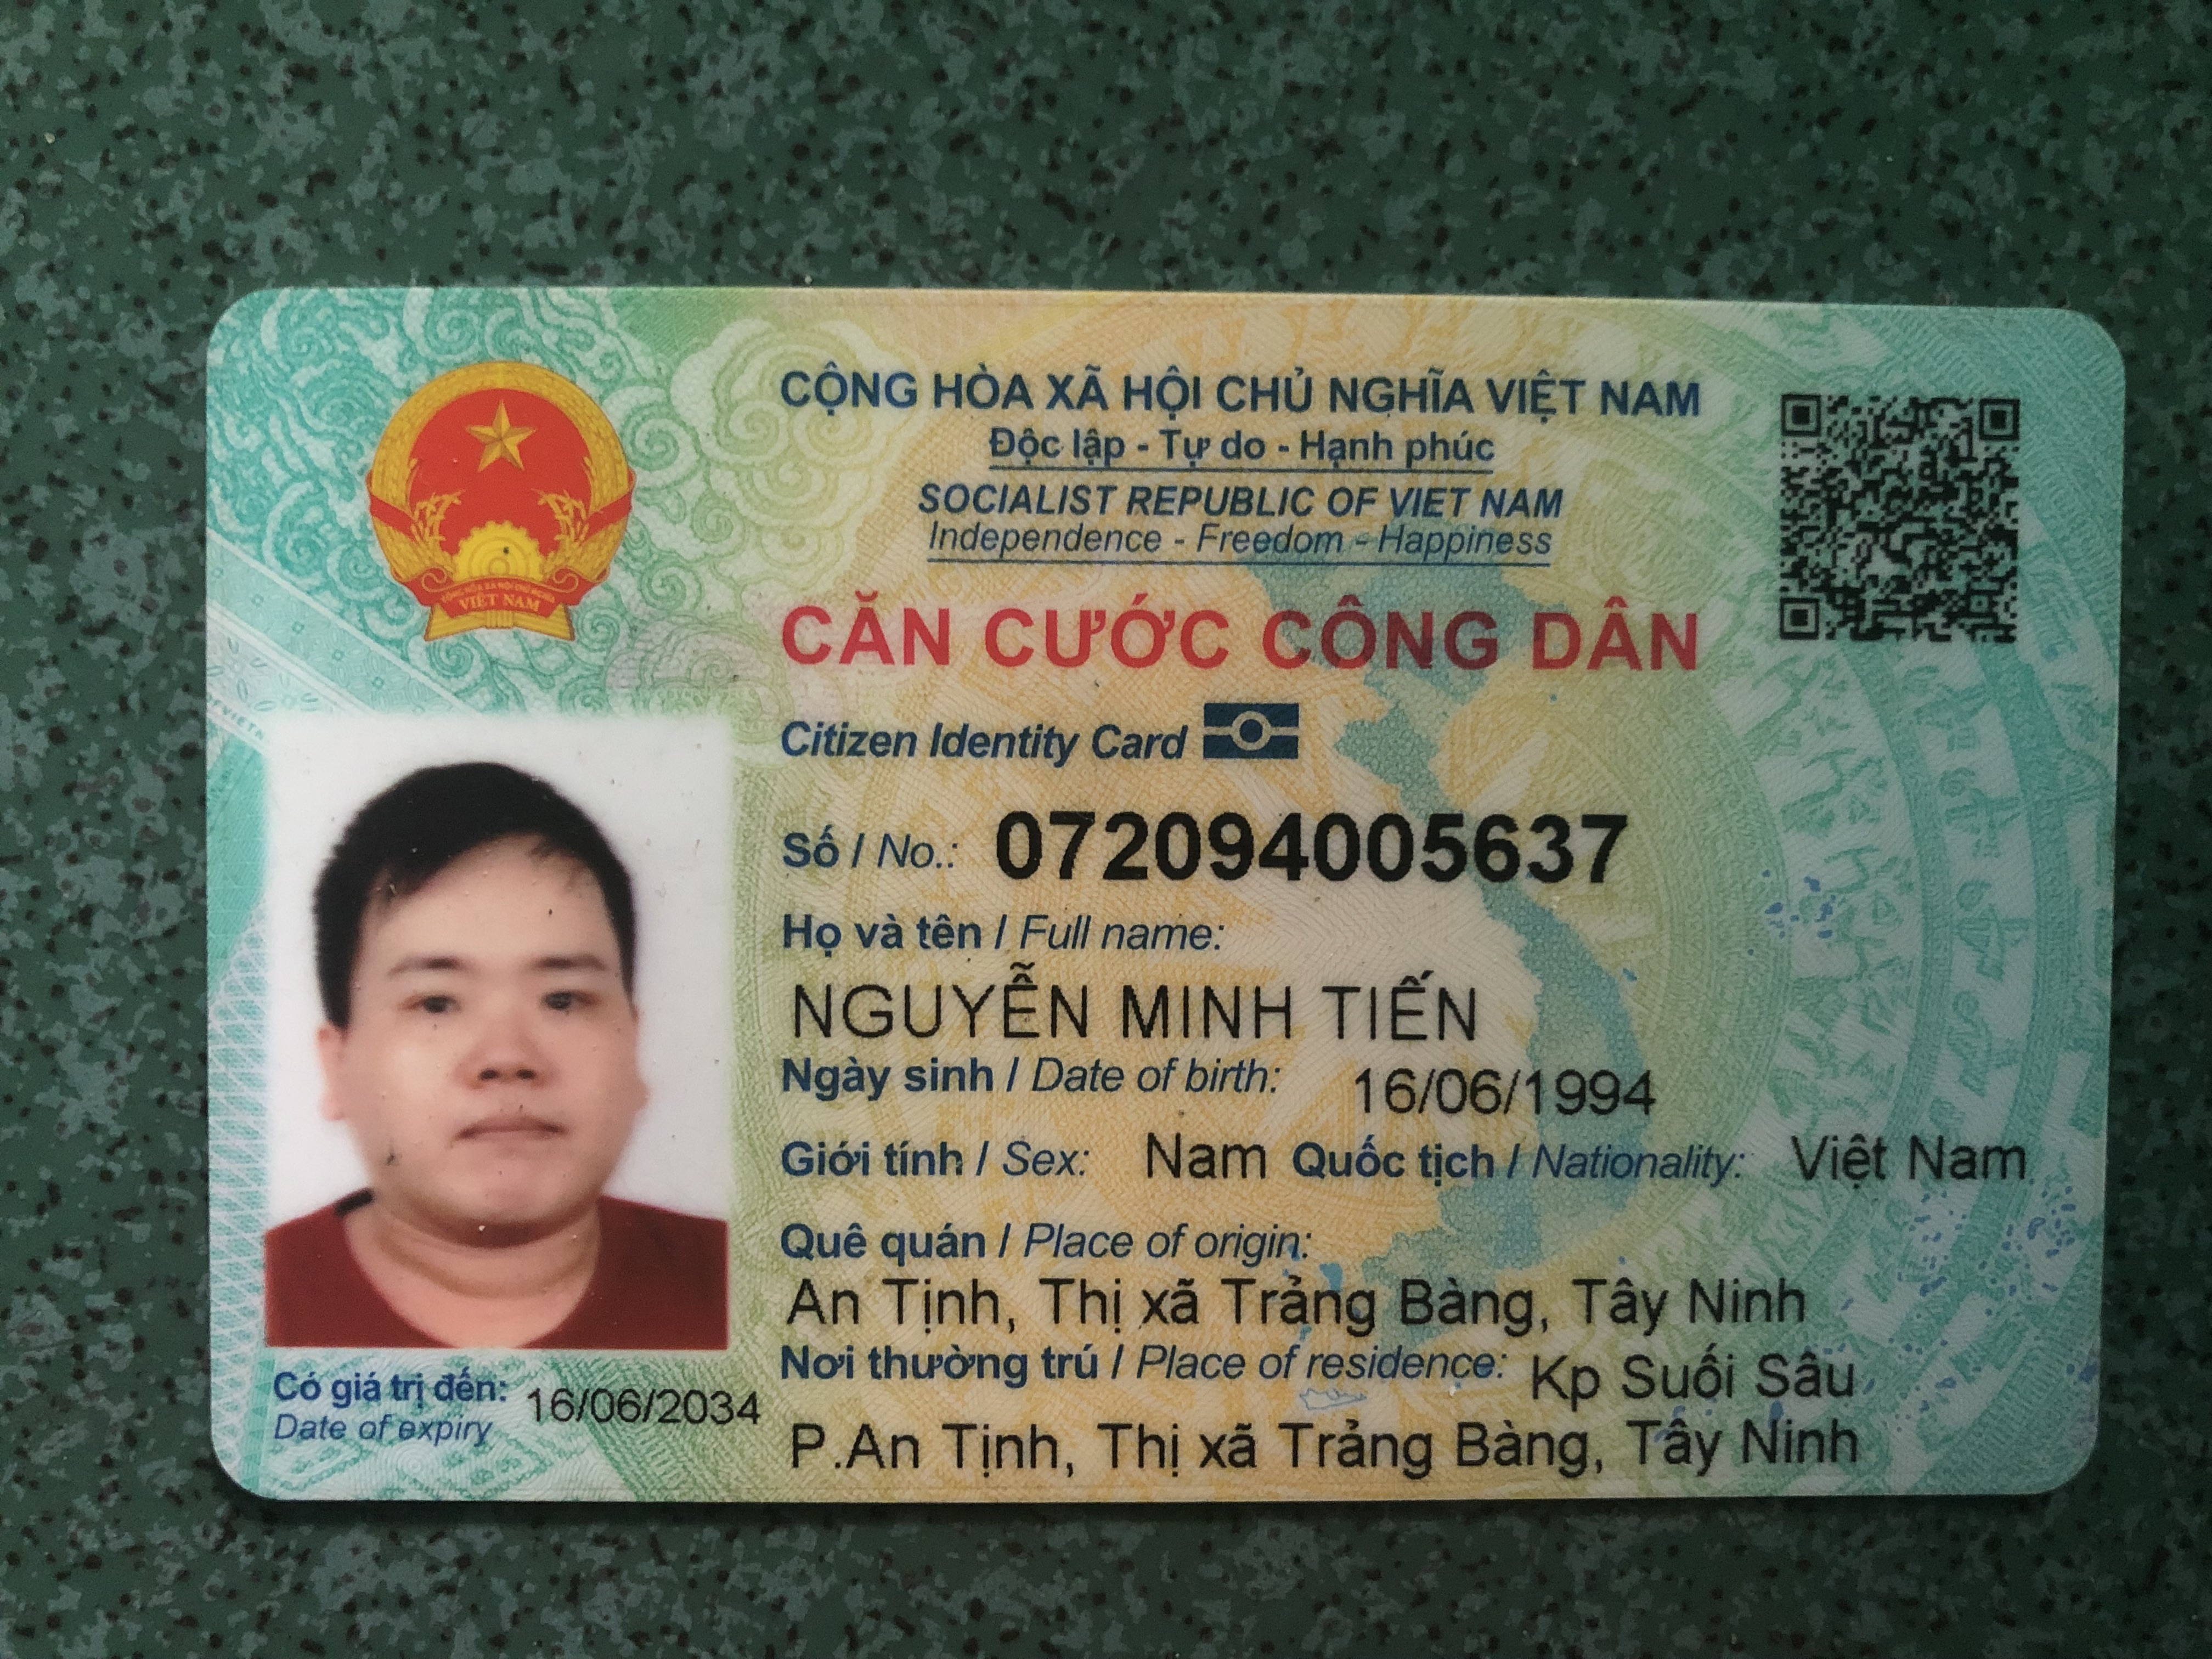 CỘNG HÒA XÃ HỘI CHỦ NGHĨA VIỆT NAM
Độc lập - Tự do - Hạnh phúc
SOCIALIST REPUBLIC OF VIET NAM
Independence - Freedom - Happiness
CĂN CƯỚC CÔNG DÂN
Citizen Identity Card
Số / No.: 072094005637
Họ và tên / Full name:
NGUYỄN MINH TIẾN
Ngày sinh / Date of birth: 16/06/1994
Giới tính / Sex: Nam Quốc tịch / Nationality: Việt Nam
Quê quán / Place of origin:
An Tịnh, Thị xã Trảng Bàng, Tây Ninh
Nơi thường trú / Place of residence: Kp Suối Sâu
P.An Tịnh, Thị xã Trảng Bàng, Tây Ninh
Có giá trị đến: 16/06/2034
Date of expiry
VIỆT NAM